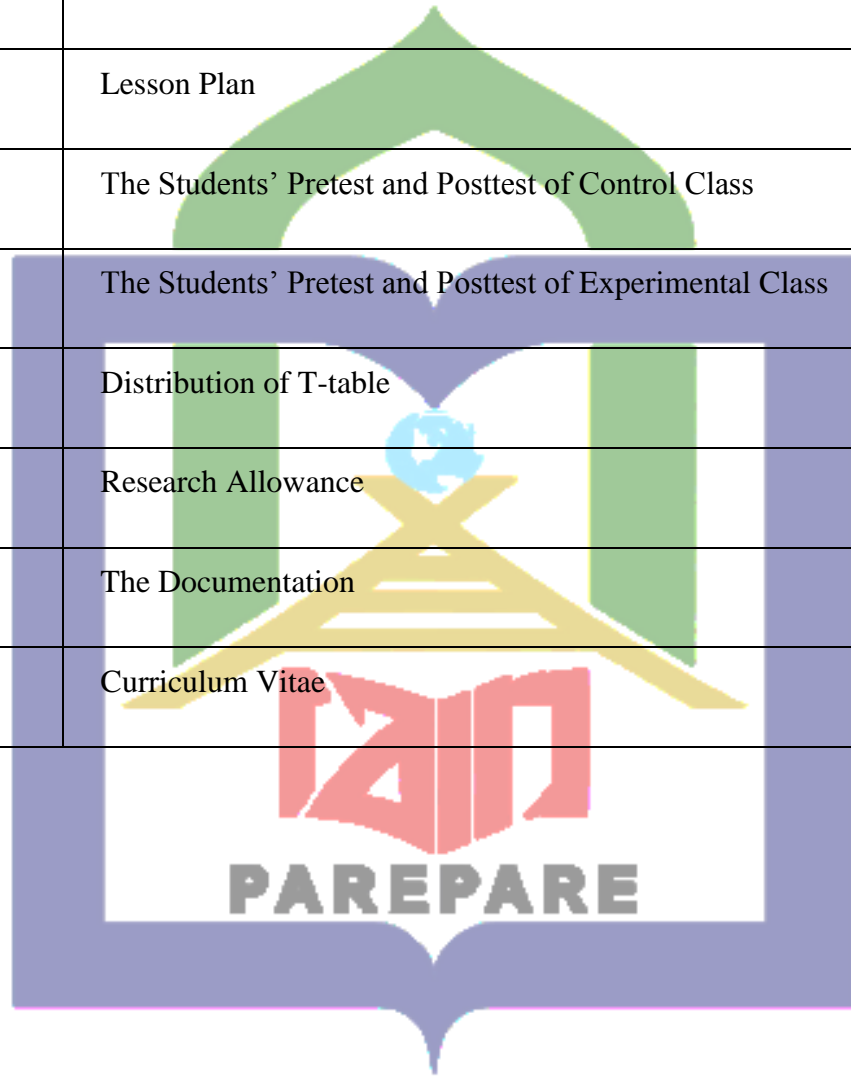 Lesson Plan
The Students’ Pretest and Posttest of Control Class
The Students’ Pretest and Posttest of Experimental Class
Distribution of T-table
Research Allowance
The Documentation
Curriculum Vitae
iain
PAREPARE